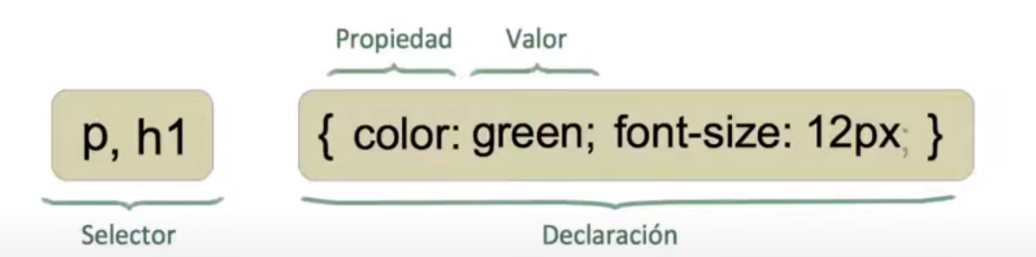 Propiedad Valor
p, h1 { color: green; font-size: 12px; }
Selector Declaración